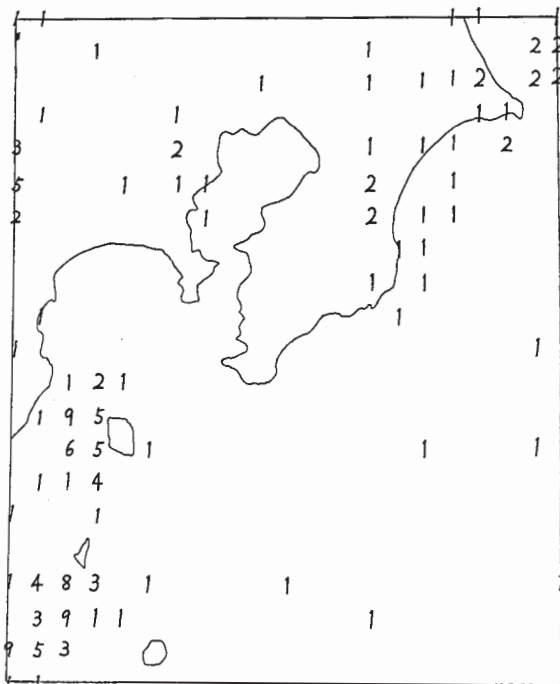 1 1 2 2
1 1 1 1 2 2 2
1 1 1 1
3 2 1 1 1 2
5 1 1 1 2 1
2 1 2 1 1
1 1
1 1
1 1
1 1
1 2 1
1 9 5
6 5 1 1 1
1 1 4
1 1
1 4 8 3 1 1 1
3 9 1 1 1
9 5 3